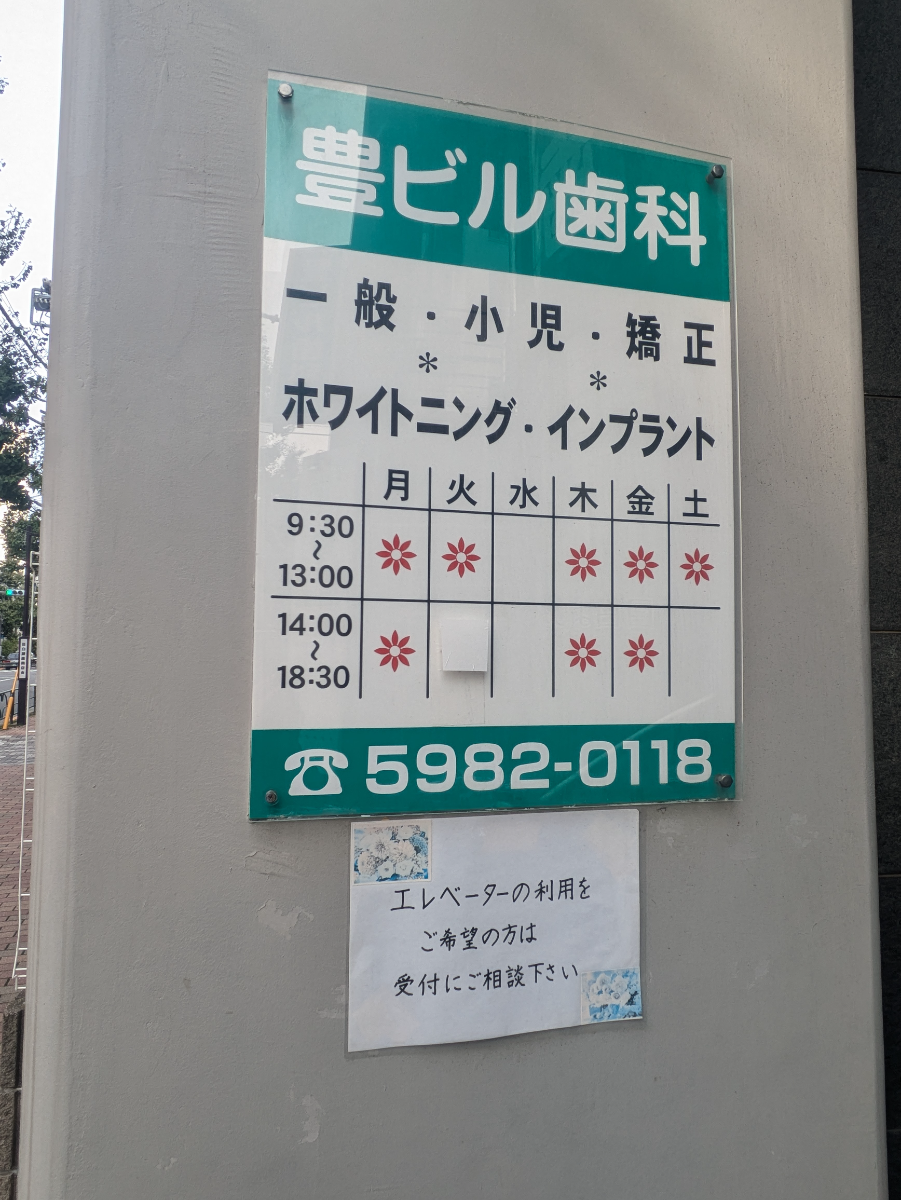 豊ビル歯科
一般・小児・矯正
* *
ホワイトニング・インプラント
月 火 水 木 金 土
9:30
~
13:00
14:00
~
18:30
☎ 5982-0118
エレベーターの利用を
ご希望の方は
受付にご相談下さい